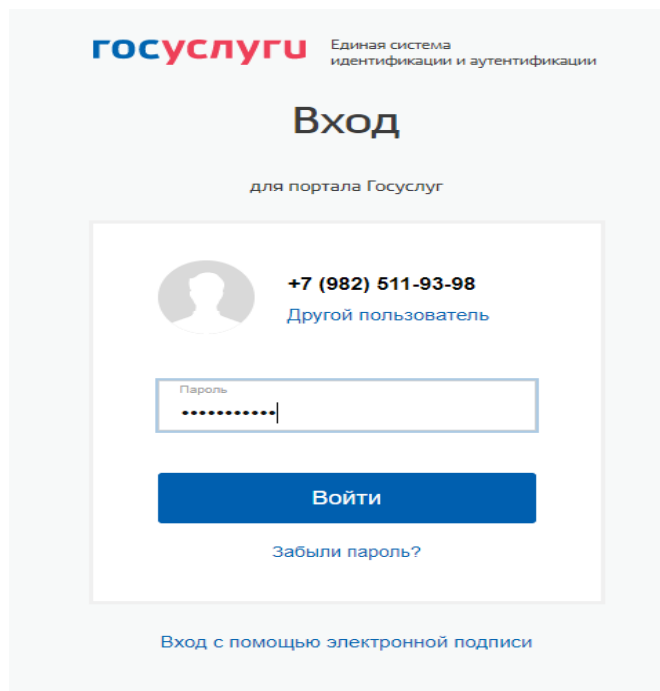 госуслуги
Единая система
идентификации и аутентификации
Вход
для портала Госуслуг
+7 (982) 511-93-98
Другой пользователь
Пароль
•••••••••••
Войти
Забыли пароль?
Вход с помощью электронной подписи